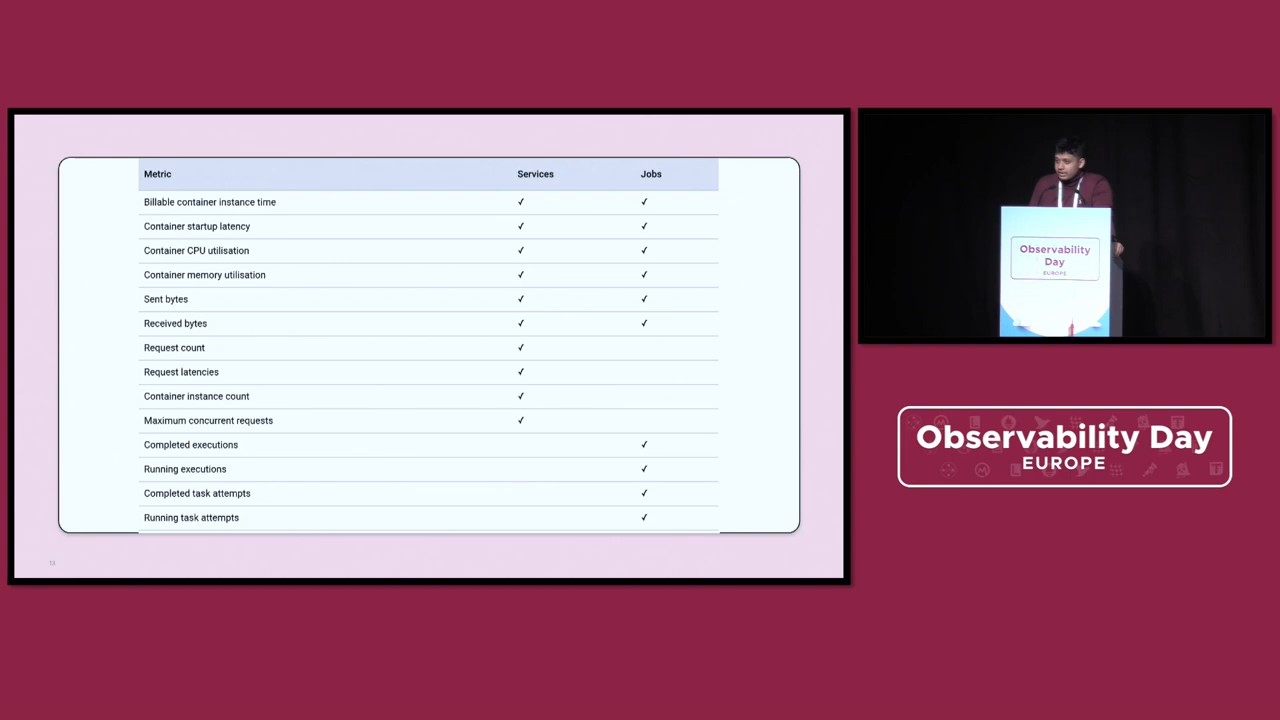 Metric Services Jobs
Billable container instance time ✓ ✓
Container startup latency ✓ ✓
Container CPU utilisation ✓ ✓
Container memory utilisation ✓ ✓
Sent bytes ✓ ✓
Received bytes ✓ ✓
Request count ✓
Request latencies ✓
Container instance count ✓
Maximum concurrent requests ✓
Completed executions ✓
Running executions ✓
Completed task attempts ✓
Running task attempts ✓
13
Observability
Day
EUROPE
Observability Day
EUROPE